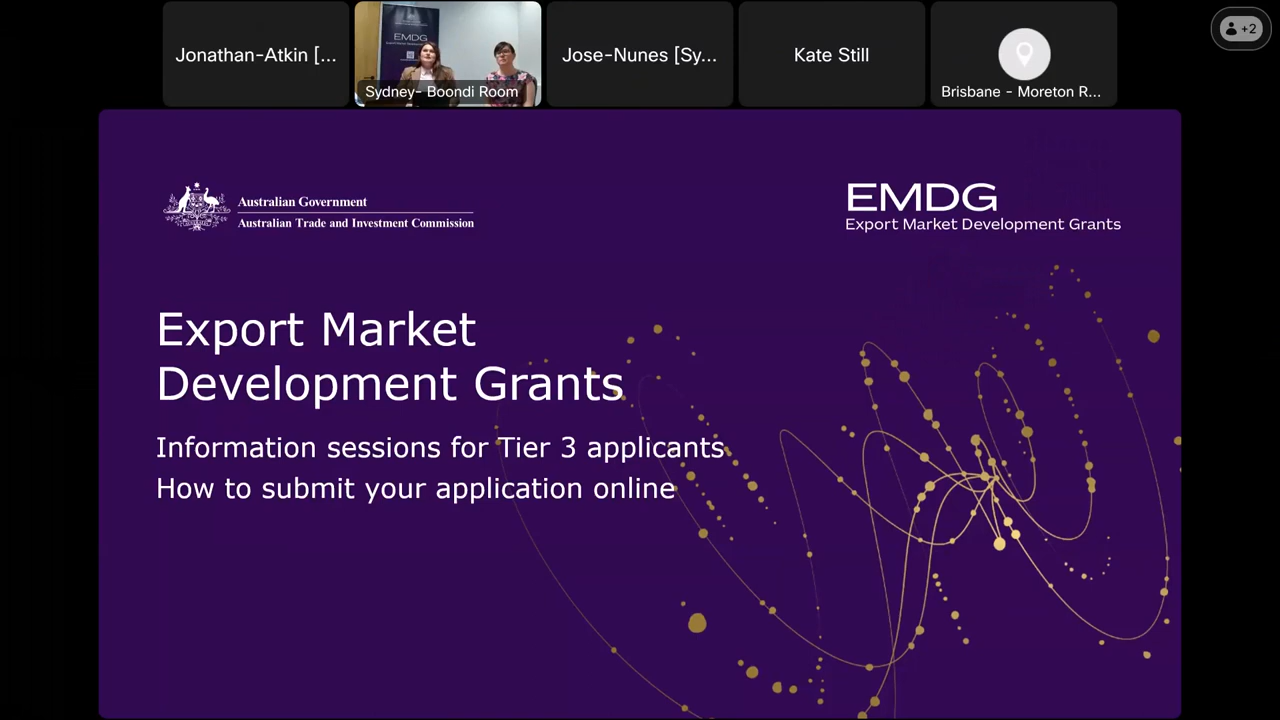 Jonathan-Atkin [...
EMDG
Sydney- Boondi Room
Jose-Nunes [Sy...
Kate Still
Brisbane - Moreton R...
+2
Australian Government
Australian Trade and Investment Commission
EMDG
Export Market Development Grants
Export Market
Development Grants
Information sessions for Tier 3 applicants
How to submit your application online